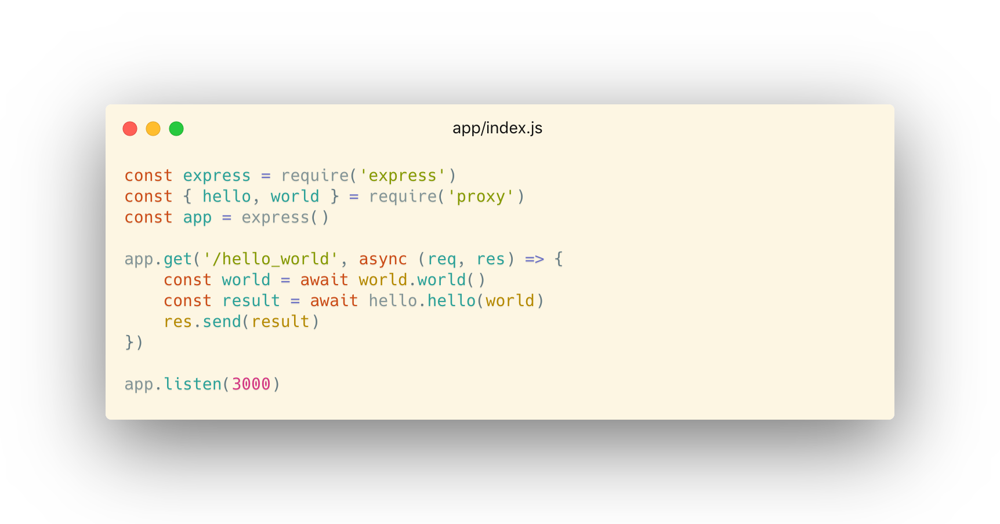 app/index.js
const express = require('express')
const { hello, world } = require('proxy')
const app = express()
app.get('/hello_world', async (req, res) => {
    const world = await world.world()
    const result = await hello.hello(world)
    res.send(result)
})
app.listen(3000)